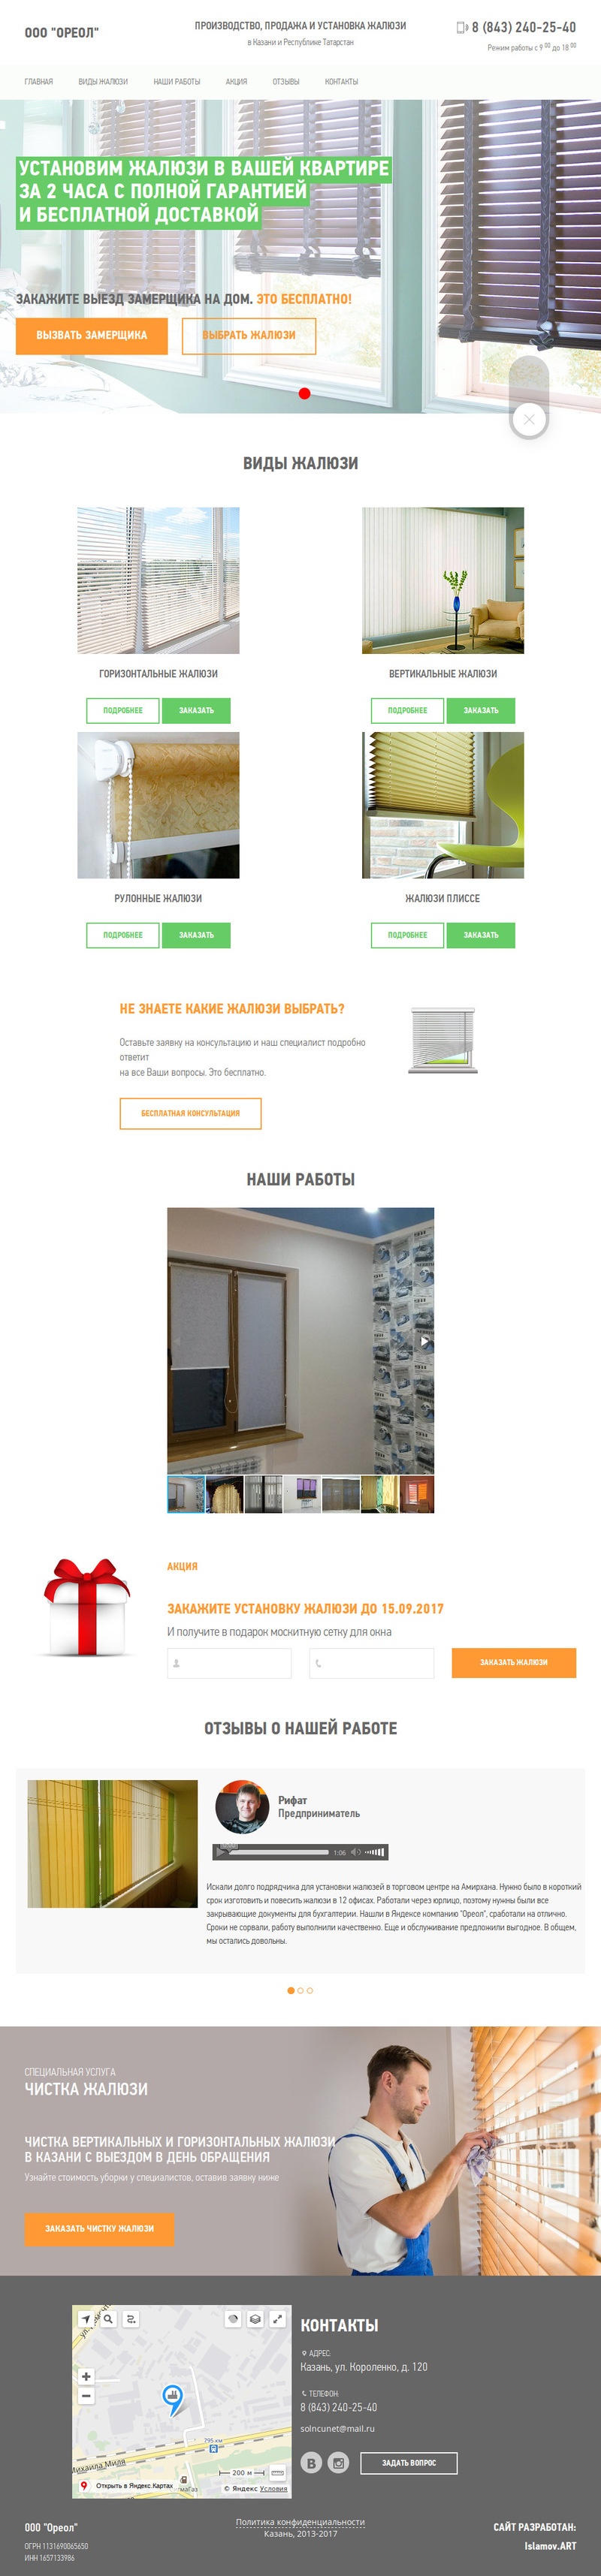 ООО "ОРЕОЛ"
ПРОИЗВОДСТВО, ПРОДАЖА И УСТАНОВКА ЖАЛЮЗИ
в Казани и Республике Татарстан
8 (843) 240-25-40
Режим работы с 9 00 до 18 00
ГЛАВНАЯ ВИДЫ ЖАЛЮЗИ НАШИ РАБОТЫ АКЦИЯ ОТЗЫВЫ КОНТАКТЫ
УСТАНОВИМ ЖАЛЮЗИ В ВАШЕЙ КВАРТИРЕ
ЗА 2 ЧАСА С ПОЛНОЙ ГАРАНТИЕЙ
И БЕСПЛАТНОЙ ДОСТАВКОЙ
ЗАКАЖИТЕ ВЫЕЗД ЗАМЕРЩИКА НА ДОМ. ЭТО БЕСПЛАТНО!
ВЫЗВАТЬ ЗАМЕРЩИКА ВЫБРАТЬ ЖАЛЮЗИ
ВИДЫ ЖАЛЮЗИ
ГОРИЗОНТАЛЬНЫЕ ЖАЛЮЗИ
ПОДРОБНЕЕ ЗАКАЗАТЬ
ВЕРТИКАЛЬНЫЕ ЖАЛЮЗИ
ПОДРОБНЕЕ ЗАКАЗАТЬ
РУЛОННЫЕ ЖАЛЮЗИ
ПОДРОБНЕЕ ЗАКАЗАТЬ
ЖАЛЮЗИ ПЛИССЕ
ПОДРОБНЕЕ ЗАКАЗАТЬ
НЕ ЗНАЕТЕ КАКИЕ ЖАЛЮЗИ ВЫБРАТЬ?
Оставьте заявку на консультацию и наш специалист подробно
ответит
на все Ваши вопросы. Это бесплатно.
БЕСПЛАТНАЯ КОНСУЛЬТАЦИЯ
НАШИ РАБОТЫ
АКЦИЯ
ЗАКАЖИТЕ УСТАНОВКУ ЖАЛЮЗИ ДО 15.09.2017
И получите в подарок москитную сетку для окна
ЗАКАЗАТЬ ЖАЛЮЗИ
ОТЗЫВЫ О НАШЕЙ РАБОТЕ
Рифат
Предприниматель
1:06
Искали долго подрядчика для установки жалюзей в торговом центре на Амирхана. Нужно было в короткий
срок изготовить и повесить жалюзи в 12 офисах. Работали через юрлицо, поэтому нужны были все
закрывающие документы для бухгалтерии. Нашли в Яндексе компанию "Ореол", сработали на отлично.
Сроки не сорвали, работу выполнили качественно. Еще и обслуживание предложили выгодное. В общем,
мы остались довольны.
СПЕЦИАЛЬНАЯ УСЛУГА
ЧИСТКА ЖАЛЮЗИ
ЧИСТКА ВЕРТИКАЛЬНЫХ И ГОРИЗОНТАЛЬНЫХ ЖАЛЮЗИ
В КАЗАНИ С ВЫЕЗДОМ В ДЕНЬ ОБРАЩЕНИЯ
Узнайте стоимость уборки у специалистов, оставив заявку ниже
ЗАКАЗАТЬ ЧИСТКУ ЖАЛЮЗИ
795 км
Михаила Миля
200 м
Открыть в Яндекс.Картах
© Яндекс Условия
КОНТАКТЫ
АДРЕС:
Казань, ул. Короленко, д. 120
ТЕЛЕФОН:
8 (843) 240-25-40
solncunet@mail.ru
ЗАДАТЬ ВОПРОС
ООО "Ореол"
ОГРН 1131690065650
ИНН 1657133986
Политика конфиденциальности
Казань, 2013-2017
САЙТ РАЗРАБОТАН:
Islamov.ART